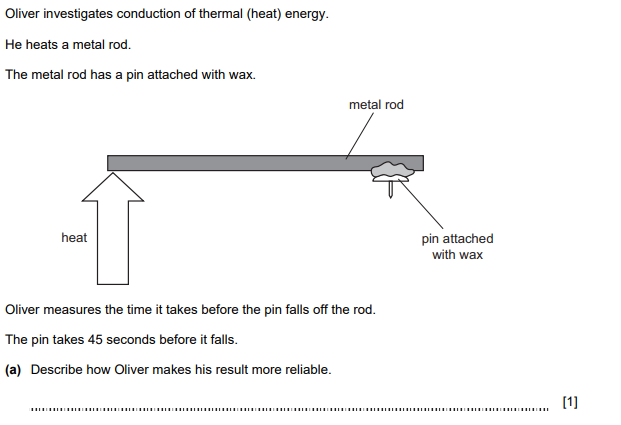 Oliver investigates conduction of thermal (heat) energy.
He heats a metal rod.
The metal rod has a pin attached with wax.
metal rod
heat
pin attached
with wax
Oliver measures the time it takes before the pin falls off the rod.
The pin takes 45 seconds before it falls.
(a) Describe how Oliver makes his result more reliable.
[1]